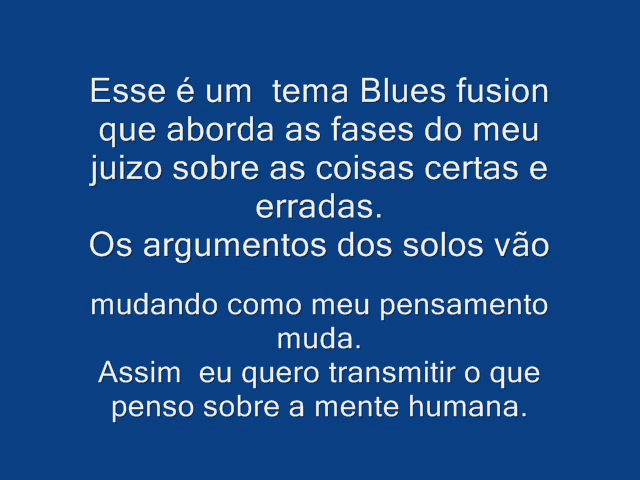 Esse é um  tema Blues fusion
que aborda as fases do meu
juizo sobre as coisas certas e
erradas.
Os argumentos dos solos vão
mudando como meu pensamento
muda.
Assim  eu quero transmitir o que
penso sobre a mente humana.